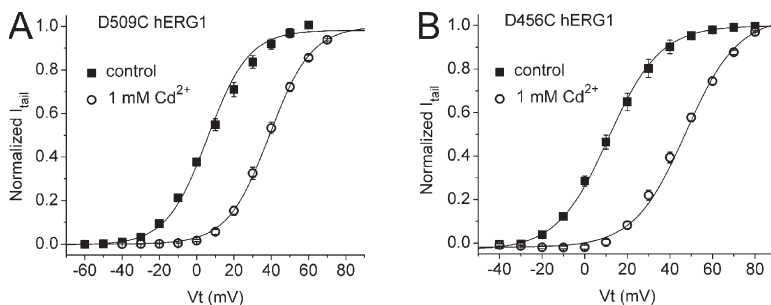 A D509C hERG1
control
1 mM Cd²⁺
Normalized I_tail
1.0
0.8
0.6
0.4
0.2
0.0
-60 -40 -20 0 20 40 60 80
Vt (mV)
B D456C hERG1
control
1 mM Cd²⁺
Normalized I_tail
1.0
0.8
0.6
0.4
0.2
0.0
-40 -20 0 20 40 60 80
Vt (mV)